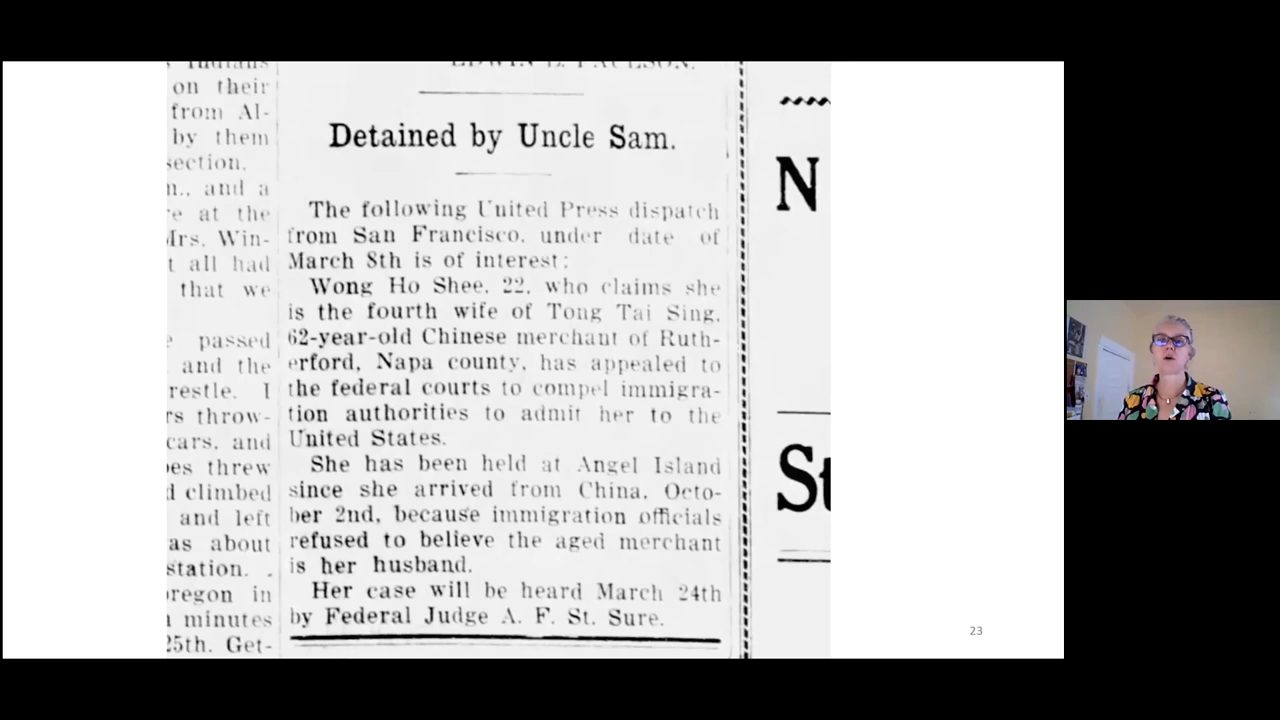 Indians
on their
from Al-
by them
section.
n., and a
re at the
Mrs. Win-
t all had
that we
e passed
and the
restle. I
rs throw-
cars, and
pes threw
d climbed
and left
as about
station. .
oregon in
n minutes
25th. Get-
EDWIN L. PAULSON.
Detained by Uncle Sam.
The following United Press dispatch
from San Francisco, under date of
March 8th is of interest:
Wong Ho Shee, 22, who claims she
is the fourth wife of Tong Tai Sing,
62-year-old Chinese merchant of Ruth-
erford, Napa county, has appealed to
the federal courts to compel immigra-
tion authorities to admit her to the
United States.
She has been held at Angel Island
since she arrived from China, Octo-
ber 2nd, because immigration officials
refused to believe the aged merchant
is her husband.
Her case will be heard March 24th
by Federal Judge A. F. St. Sure.
N
St
23